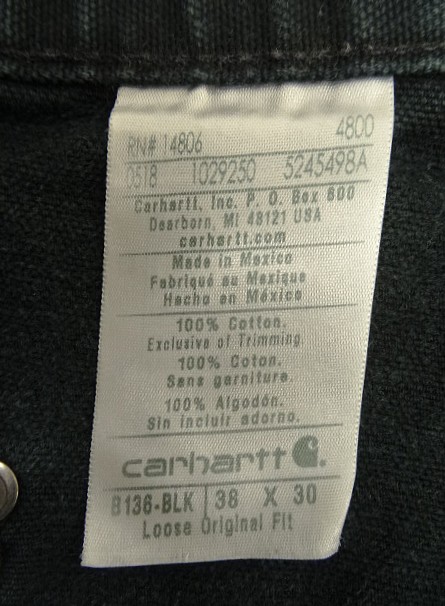 RN# 14806 4800
0518 1029250 5245498A
Carhartt, Inc. P. O. Box 600
Dearborn, MI 48121 USA
carhartt.com
Made in Mexico
Fabriqué au Mexique
Hecho en México
100% Cotton.
Exclusive of Trimming.
100% Coton.
Sans garniture.
100% Algodón.
Sin incluir adorno.
carhartt
B136-BLK 38 X 30
Loose Original Fit